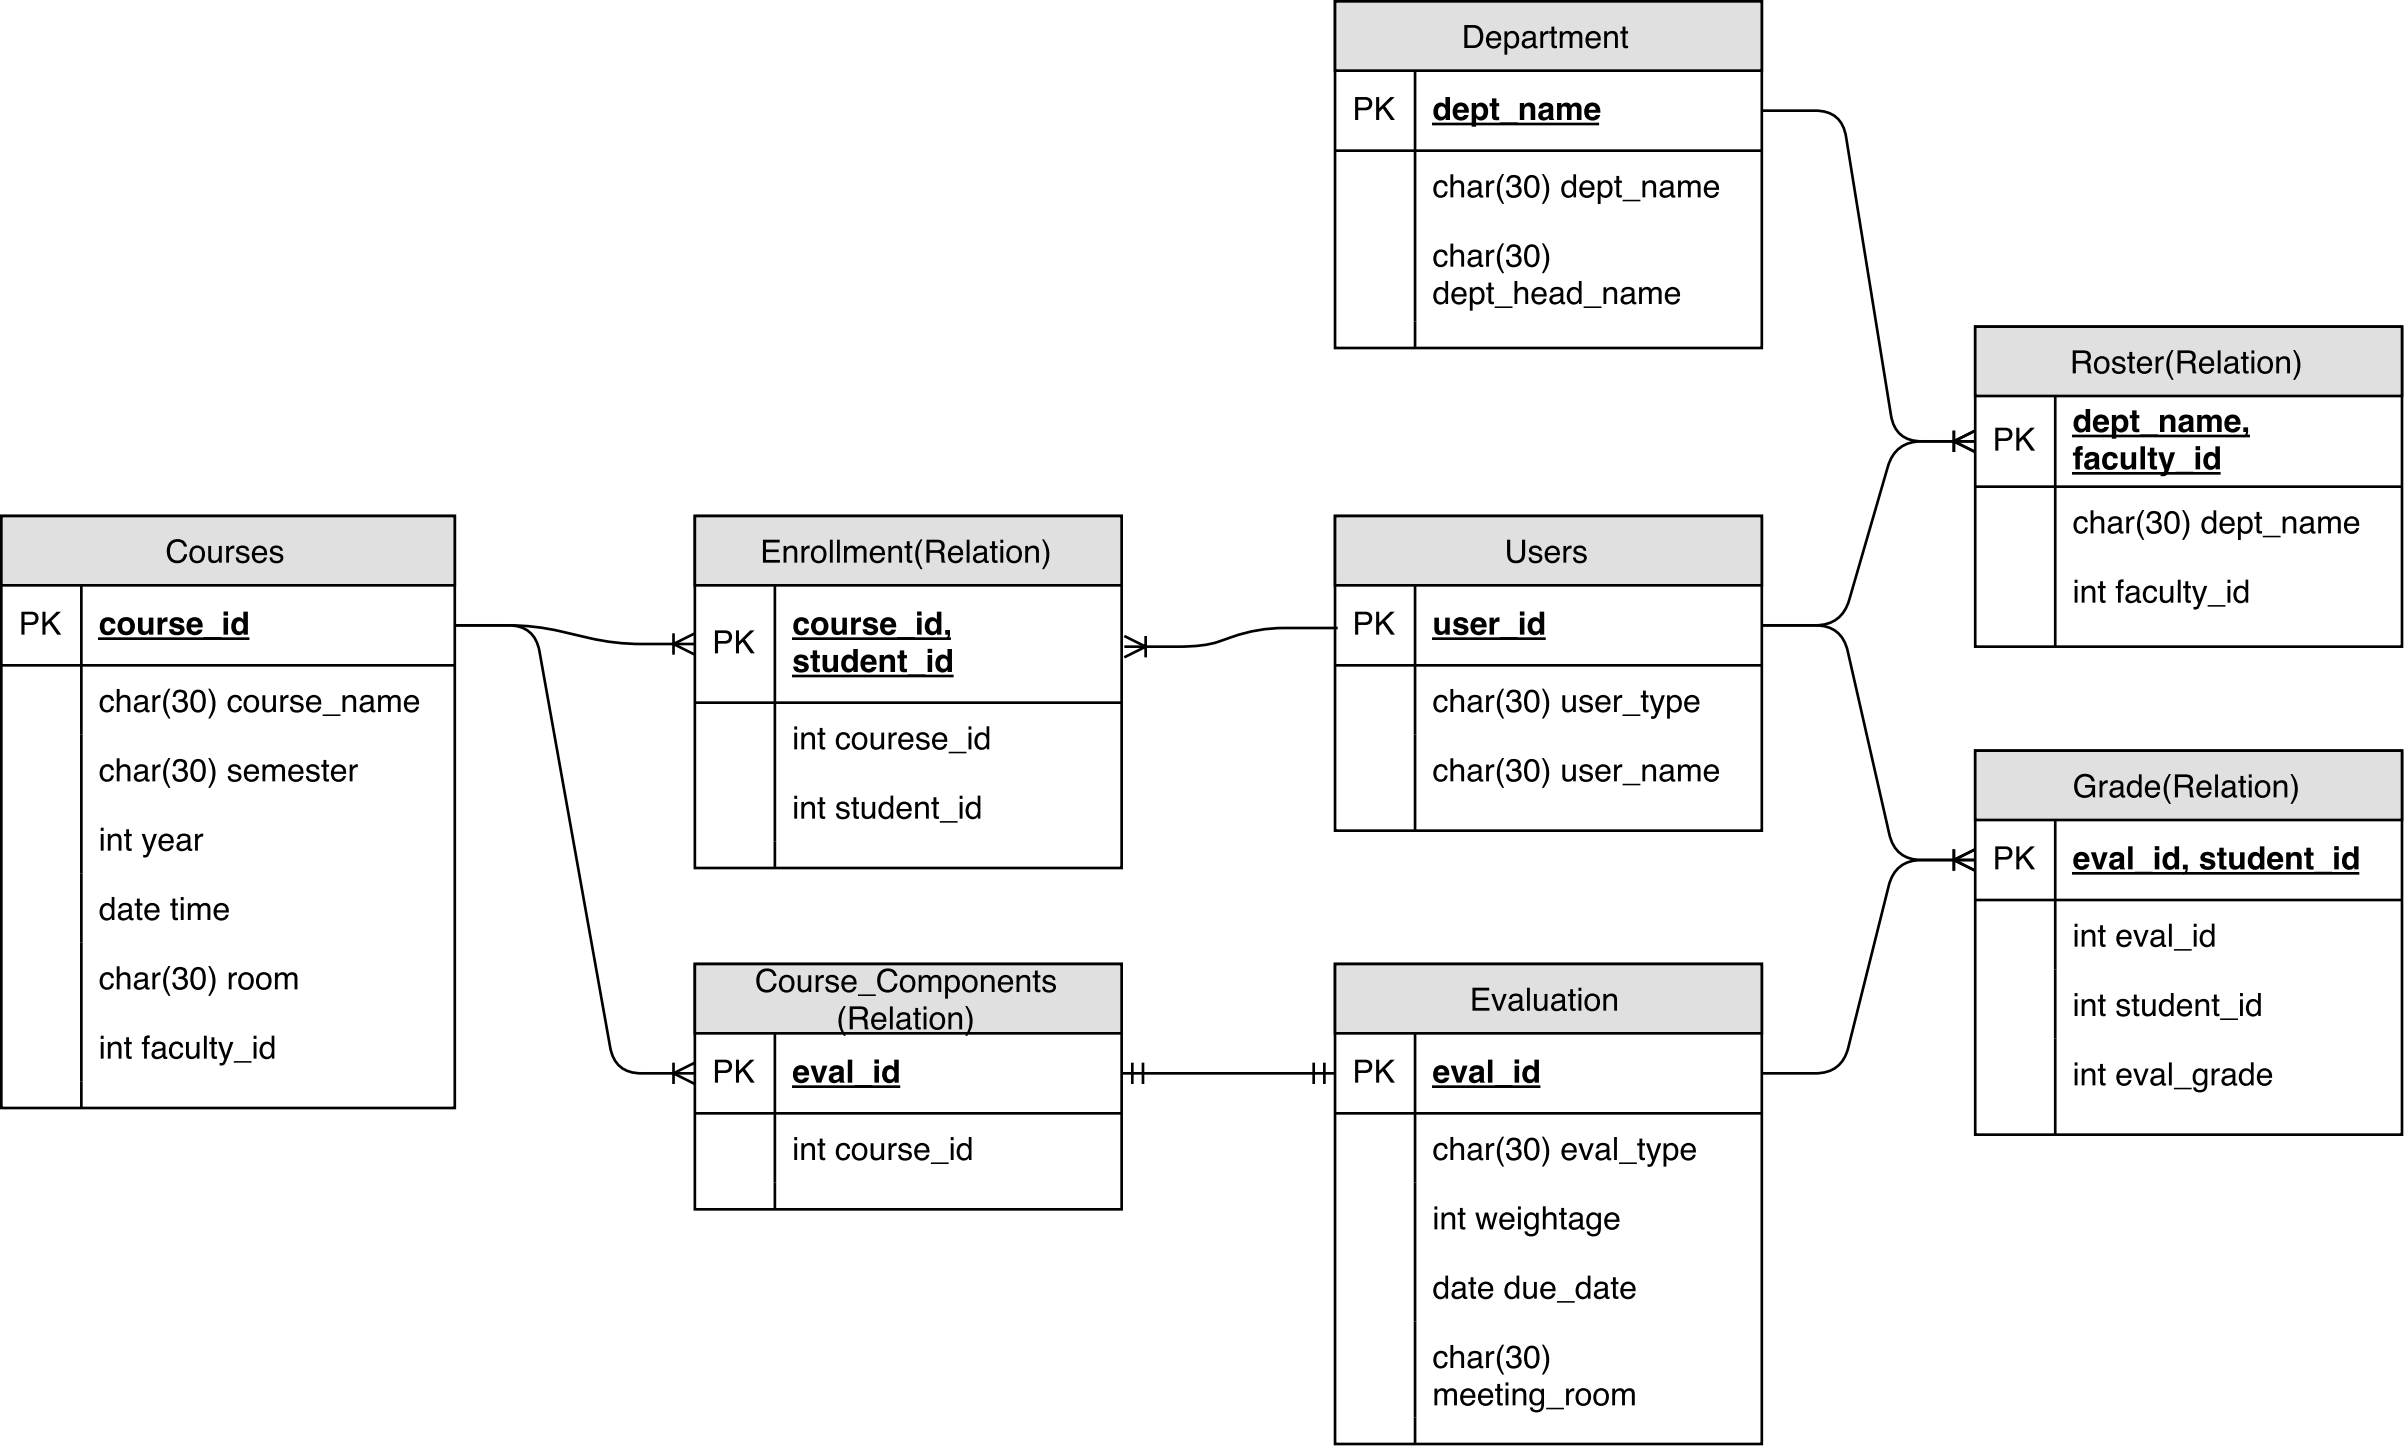 Department
PK
dept_name
char(30) dept_name
char(30)
dept_head_name
Roster(Relation)
PK
dept_name,
faculty_id
char(30) dept_name
int faculty_id
Courses
PK
course_id
char(30) course_name
char(30) semester
int year
date time
char(30) room
int faculty_id
Enrollment(Relation)
PK
course_id,
student_id
int courese_id
int student_id
Users
PK
user_id
char(30) user_type
char(30) user_name
Grade(Relation)
PK
eval_id, student_id
int eval_id
int student_id
int eval_grade
Course_Components
(Relation)
PK
eval_id
int course_id
Evaluation
PK
eval_id
char(30) eval_type
int weightage
date due_date
char(30)
meeting_room